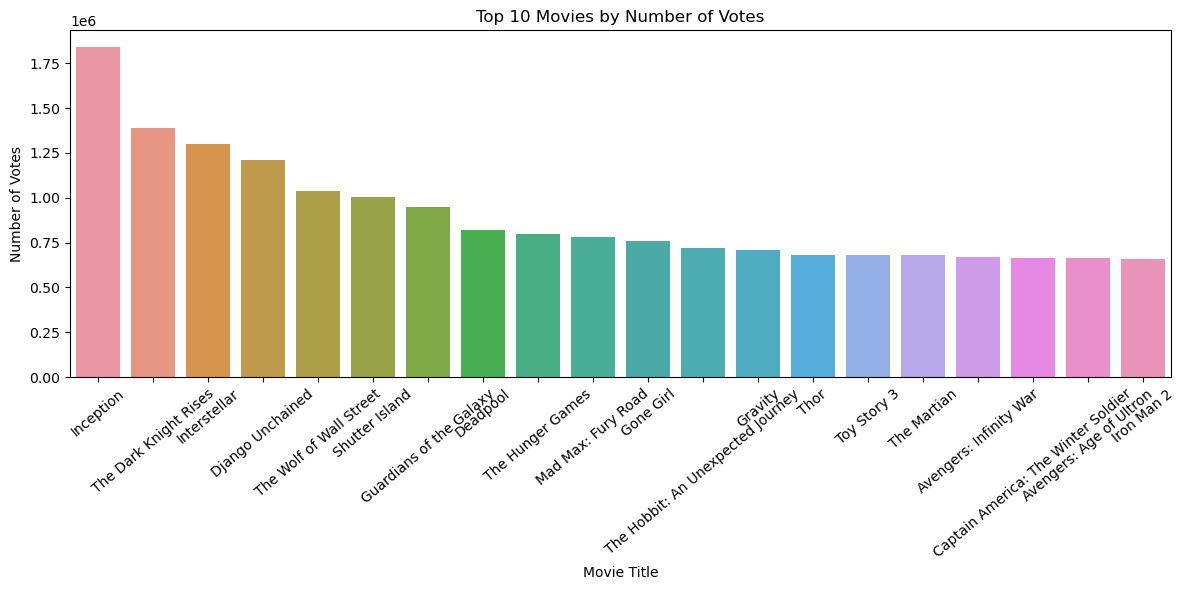 Top 10 Movies by Number of Votes
1e6
Number of Votes
1.75
1.50
1.25
1.00
0.75
0.50
0.25
0.00
Inception
The Dark Knight Rises
Interstellar
Django Unchained
The Wolf of Wall Street
Shutter Island
Guardians of the Galaxy
Deadpool
The Hunger Games
Mad Max: Fury Road
Gone Girl
The Hobbit: An Unexpected Journey
Gravity
Thor
Toy Story 3
The Martian
Avengers: Infinity War
Captain America: The Winter Soldier
Avengers: Age of Ultron
Iron Man 2
Movie Title